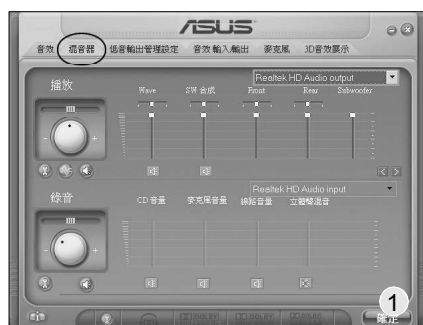 ASUS
音效 混音器 低音輸出管理設定 音效輸入/輸出 麥克風 3D音效展示
播放
Realtek HD Audio output
Wave SW 合成 Front Rear Subwoofer
錄音
Realtek HD Audio input
CD 音量 麥克風音量 線路音量 立體聲混音
1
確定